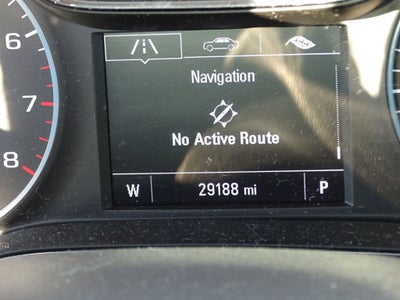 6
7
8
Navigation
No Active Route
W 29188 mi P